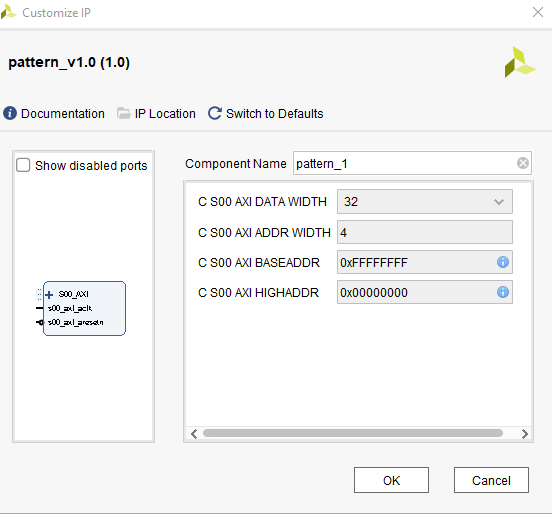 Customize IP
pattern_v1.0 (1.0)
Documentation IP Location Switch to Defaults
Show disabled ports
Component Name pattern_1
C S00 AXI DATA WIDTH 32
C S00 AXI ADDR WIDTH 4
C S00 AXI BASEADDR 0xFFFFFFFF
C S00 AXI HIGHADDR 0x00000000
S00_AXI
s00_axi_aclk
s00_axi_aresetn
OK Cancel